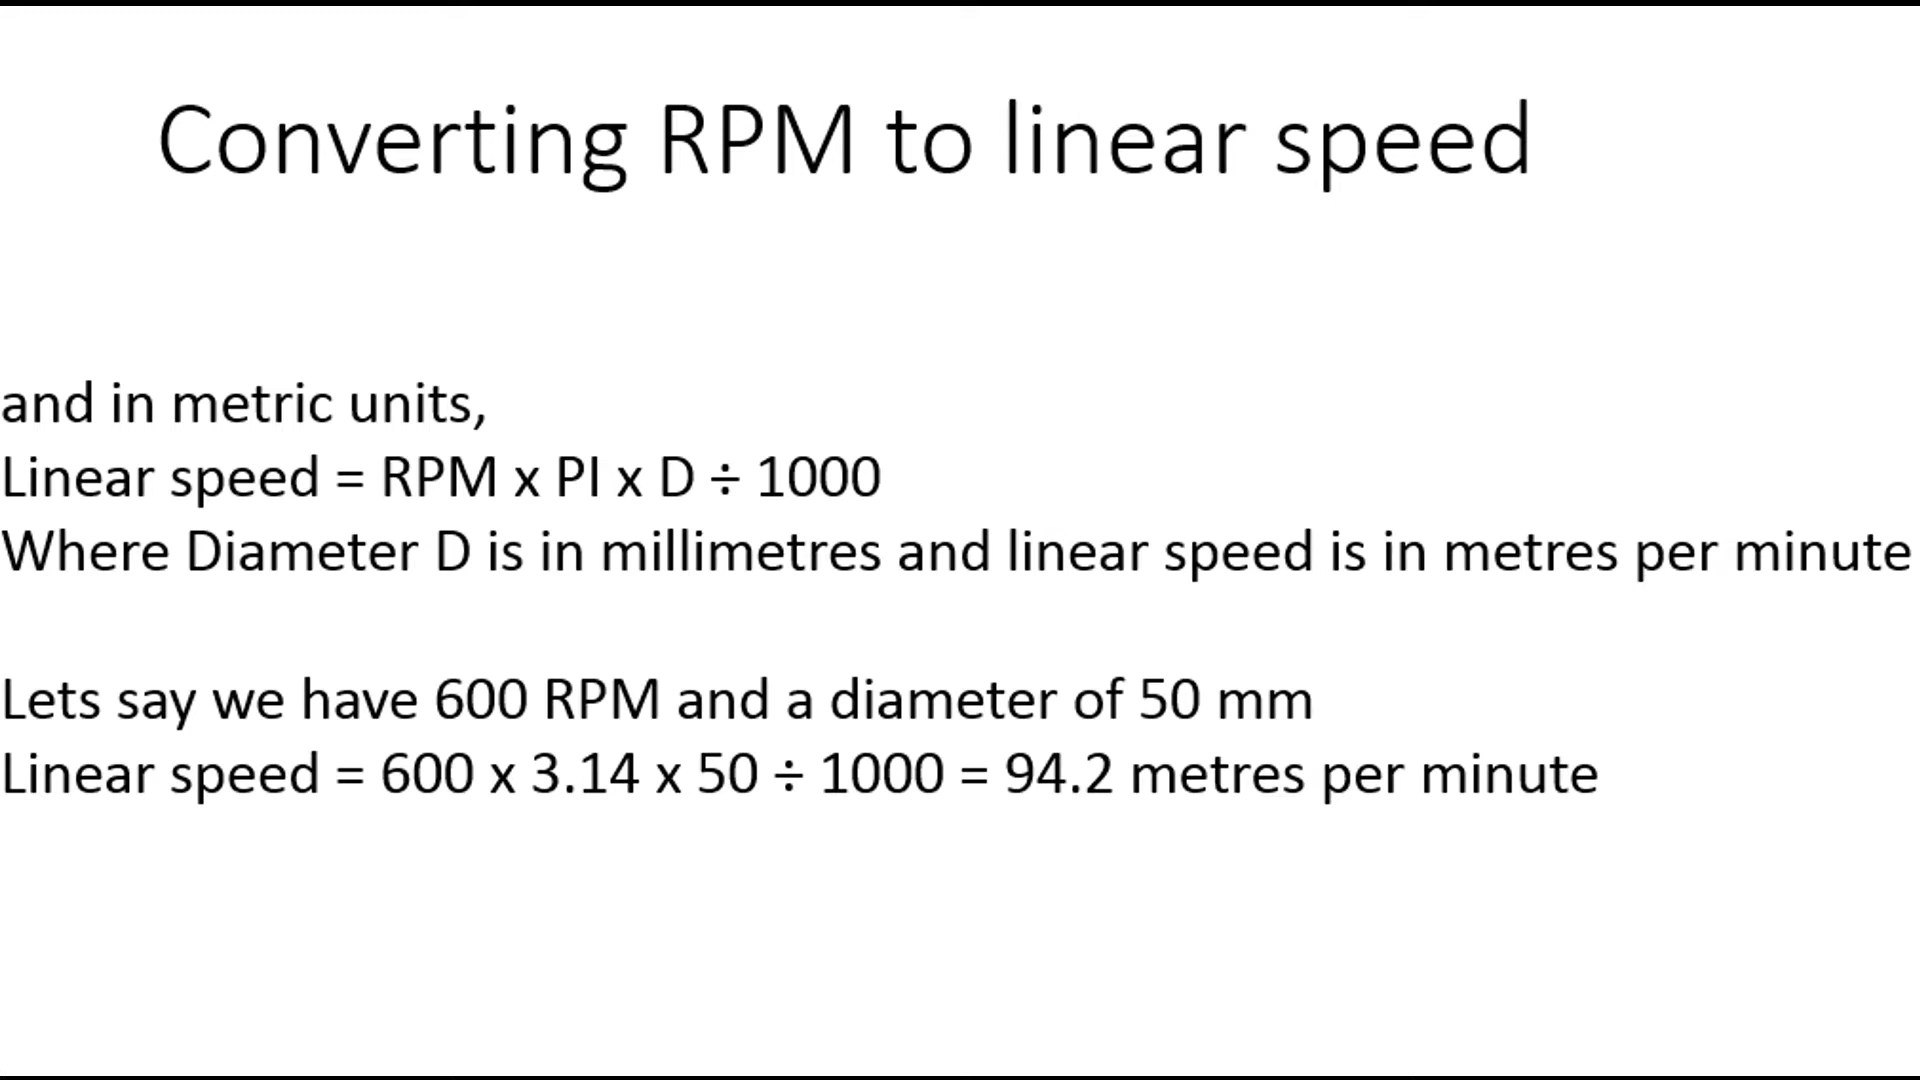 Converting RPM to linear speed
and in metric units,
Linear speed = RPM x PI x D ÷ 1000
Where Diameter D is in millimetres and linear speed is in metres per minute
Lets say we have 600 RPM and a diameter of 50 mm
Linear speed = 600 x 3.14 x 50 ÷ 1000 = 94.2 metres per minute